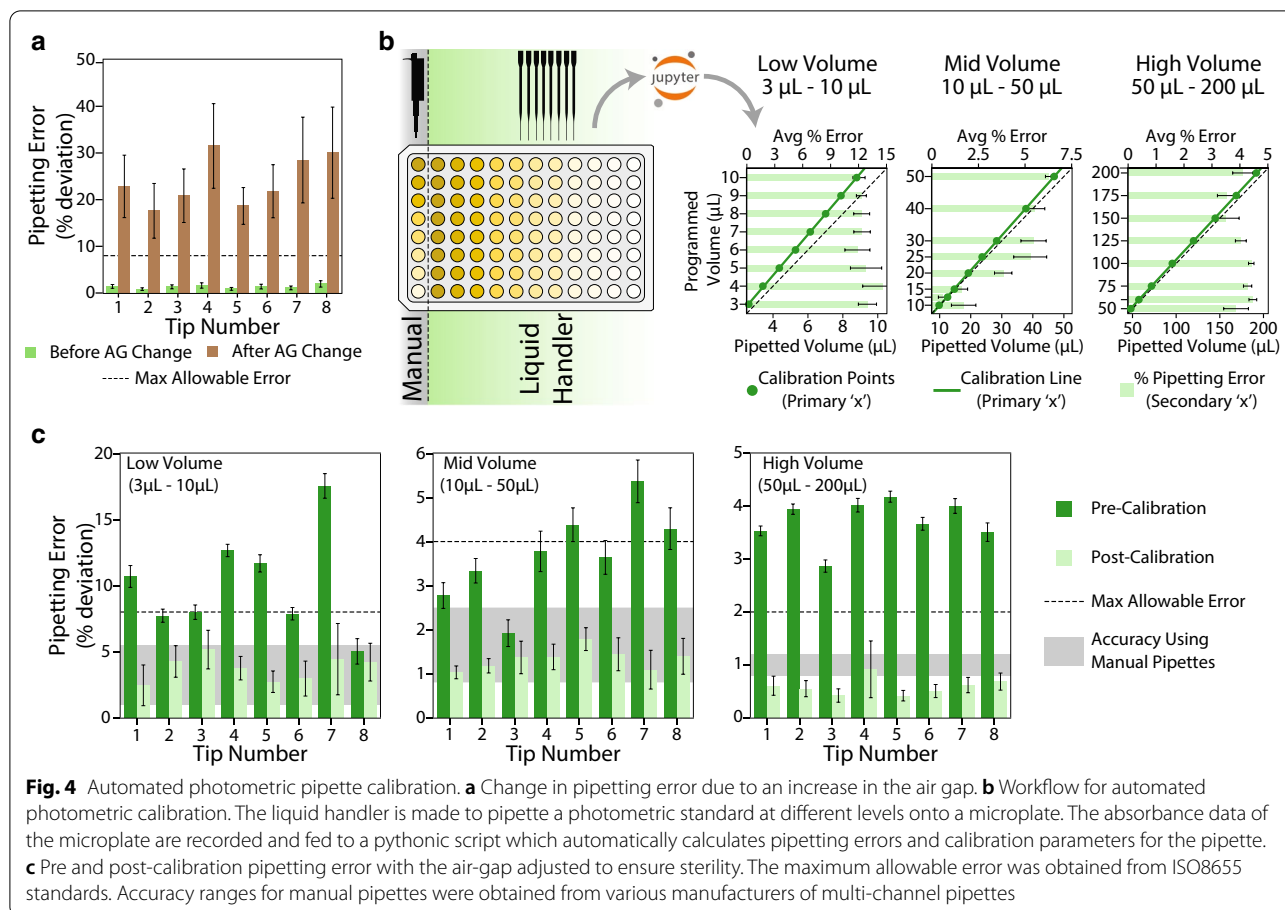 a
50
40
30
20
10
0
Pipetting Error
(% deviation)
1 2 3 4 5 6 7 8
Tip Number
Before AG Change After AG Change
Max Allowable Error
b
Manual
Liquid
Handler
jupyter
Low Volume
3 µL - 10 µL
Avg % Error
0 3 6 9 12 15
Programmed
Volume (µL)
10
9
8
7
6
5
4
3
4 6 8 10
Pipetted Volume (µL)
Mid Volume
10 µL - 50 µL
Avg % Error
0 2.5 5 7.5
50
40
30
25
20
15
10
10 20 30 40 50
Pipetted Volume (µL)
High Volume
50 µL - 200 µL
Avg % Error
0 1 2 3 4 5
200
175
150
125
100
75
50
50 100 150 200
Pipetted Volume (µL)
Calibration Points
(Primary ‘x’)
Calibration Line
(Primary ‘x’)
% Pipetting Error
(Secondary ‘x’)
c
Pipetting Error
(% deviation)
20
15
10
5
0
Low Volume
(3µL - 10µL)
1 2 3 4 5 6 7 8
Tip Number
6
5
4
3
2
1
0
Mid Volume
(10µL - 50µL)
1 2 3 4 5 6 7 8
Tip Number
5
4
3
2
1
0
High Volume
(50µL - 200µL)
1 2 3 4 5 6 7 8
Tip Number
Pre-Calibration
Post-Calibration
Max Allowable Error
Accuracy Using
Manual Pipettes
Fig. 4 Automated photometric pipette calibration. a Change in pipetting error due to an increase in the air gap. b Workflow for automated
photometric calibration. The liquid handler is made to pipette a photometric standard at different levels onto a microplate. The absorbance data of
the microplate are recorded and fed to a pythonic script which automatically calculates pipetting errors and calibration parameters for the pipette.
c Pre and post-calibration pipetting error with the air-gap adjusted to ensure sterility. The maximum allowable error was obtained from ISO8655
standards. Accuracy ranges for manual pipettes were obtained from various manufacturers of multi-channel pipettes